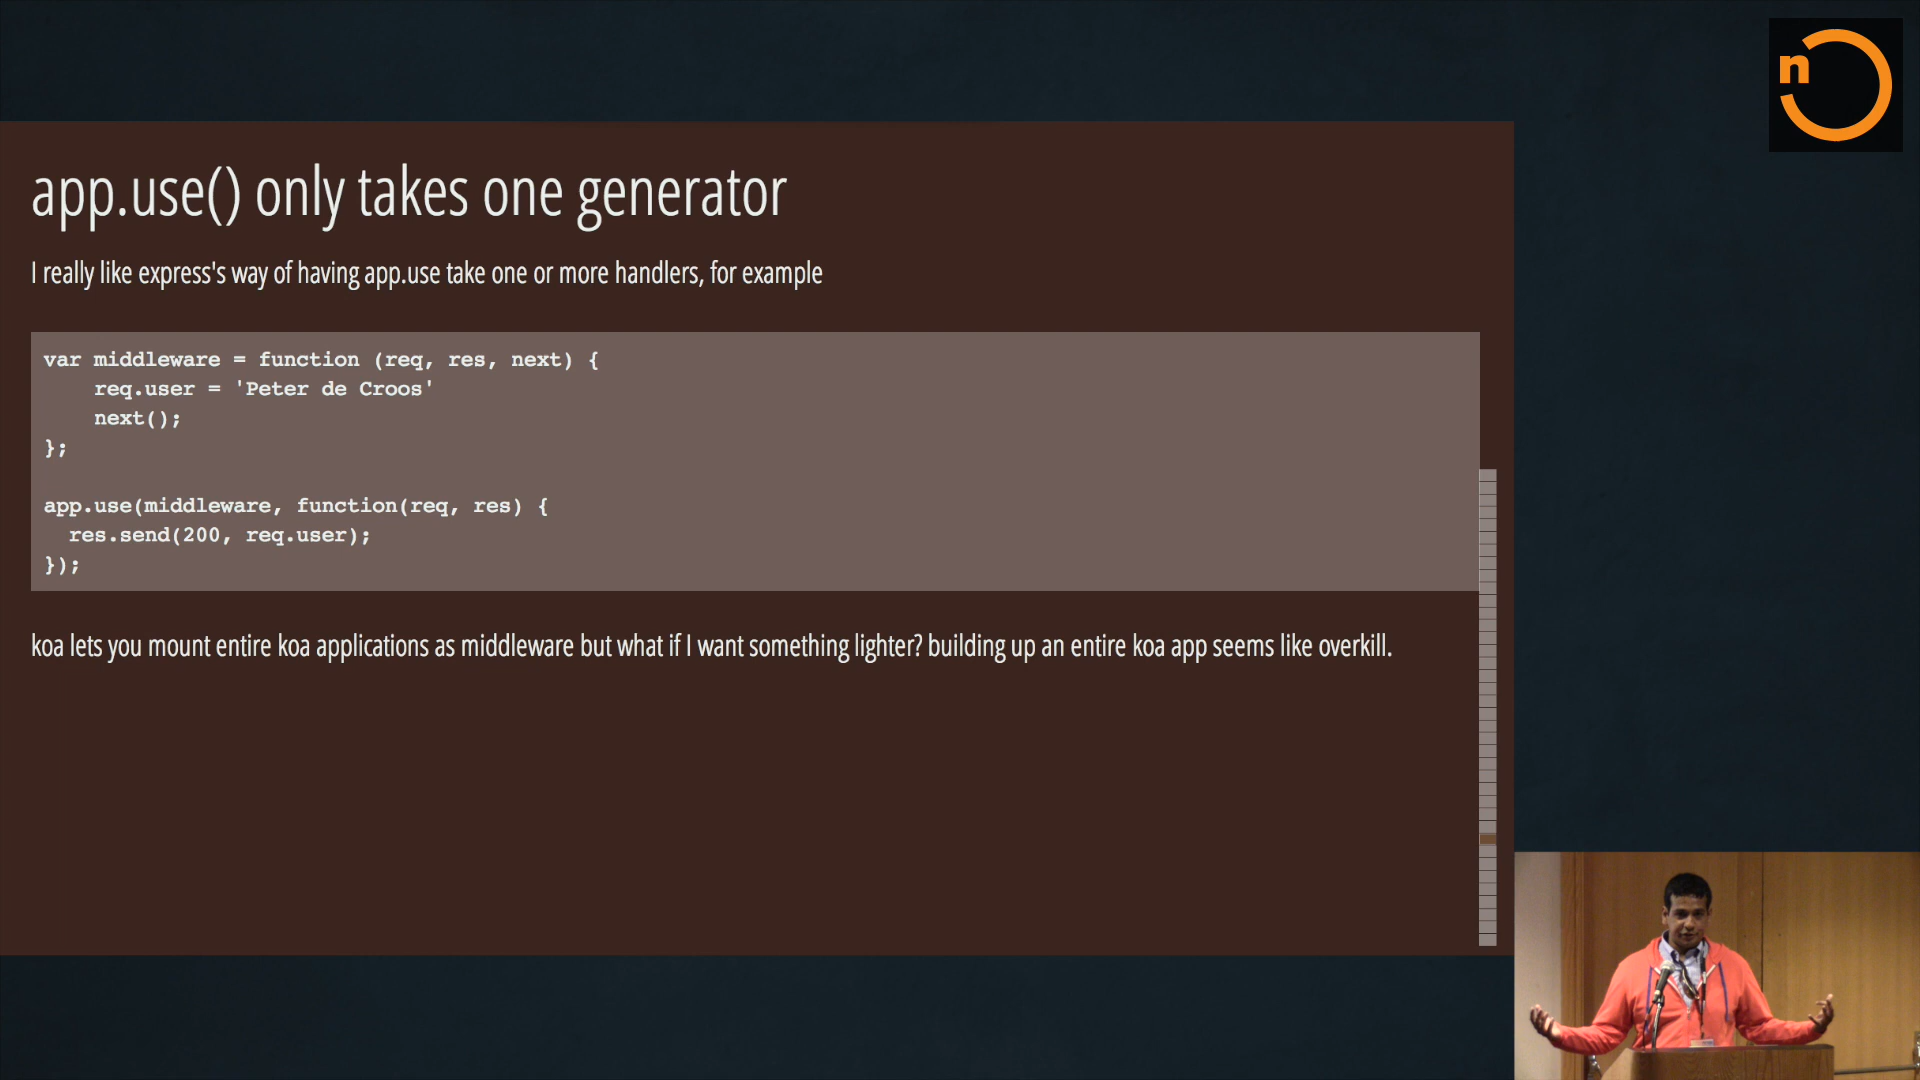 n
app.use() only takes one generator
I really like express's way of having app.use take one or more handlers, for example
var middleware = function (req, res, next) {
    req.user = 'Peter de Croos'
    next();
};
app.use(middleware, function(req, res) {
  res.send(200, req.user);
});
koa lets you mount entire koa applications as middleware but what if I want something lighter? building up an entire koa app seems like overkill.